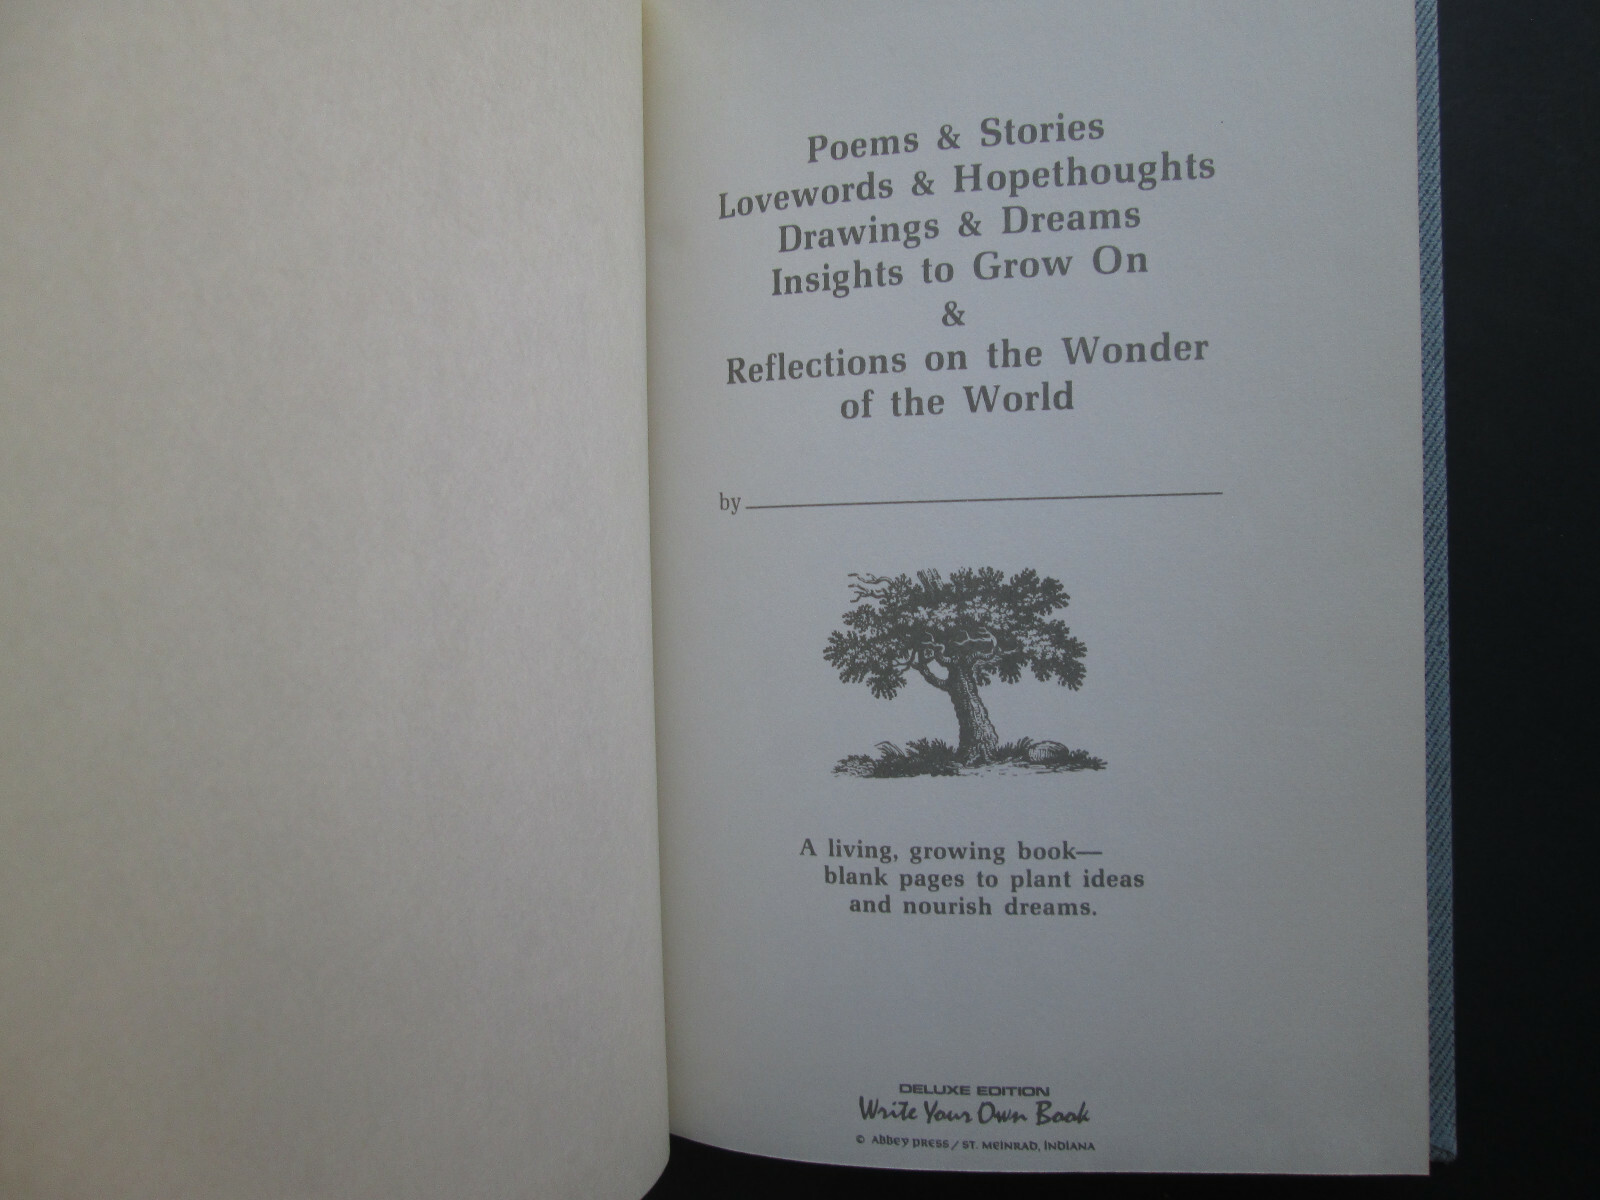 Poems & Stories
Lovewords & Hopethoughts
Drawings & Dreams
Insights to Grow On
&
Reflections on the Wonder
of the World
by
A living, growing book—
blank pages to plant ideas
and nourish dreams.
DELUXE EDITION
Write Your Own Book
© Abbey Press / St. Meinrad, Indiana